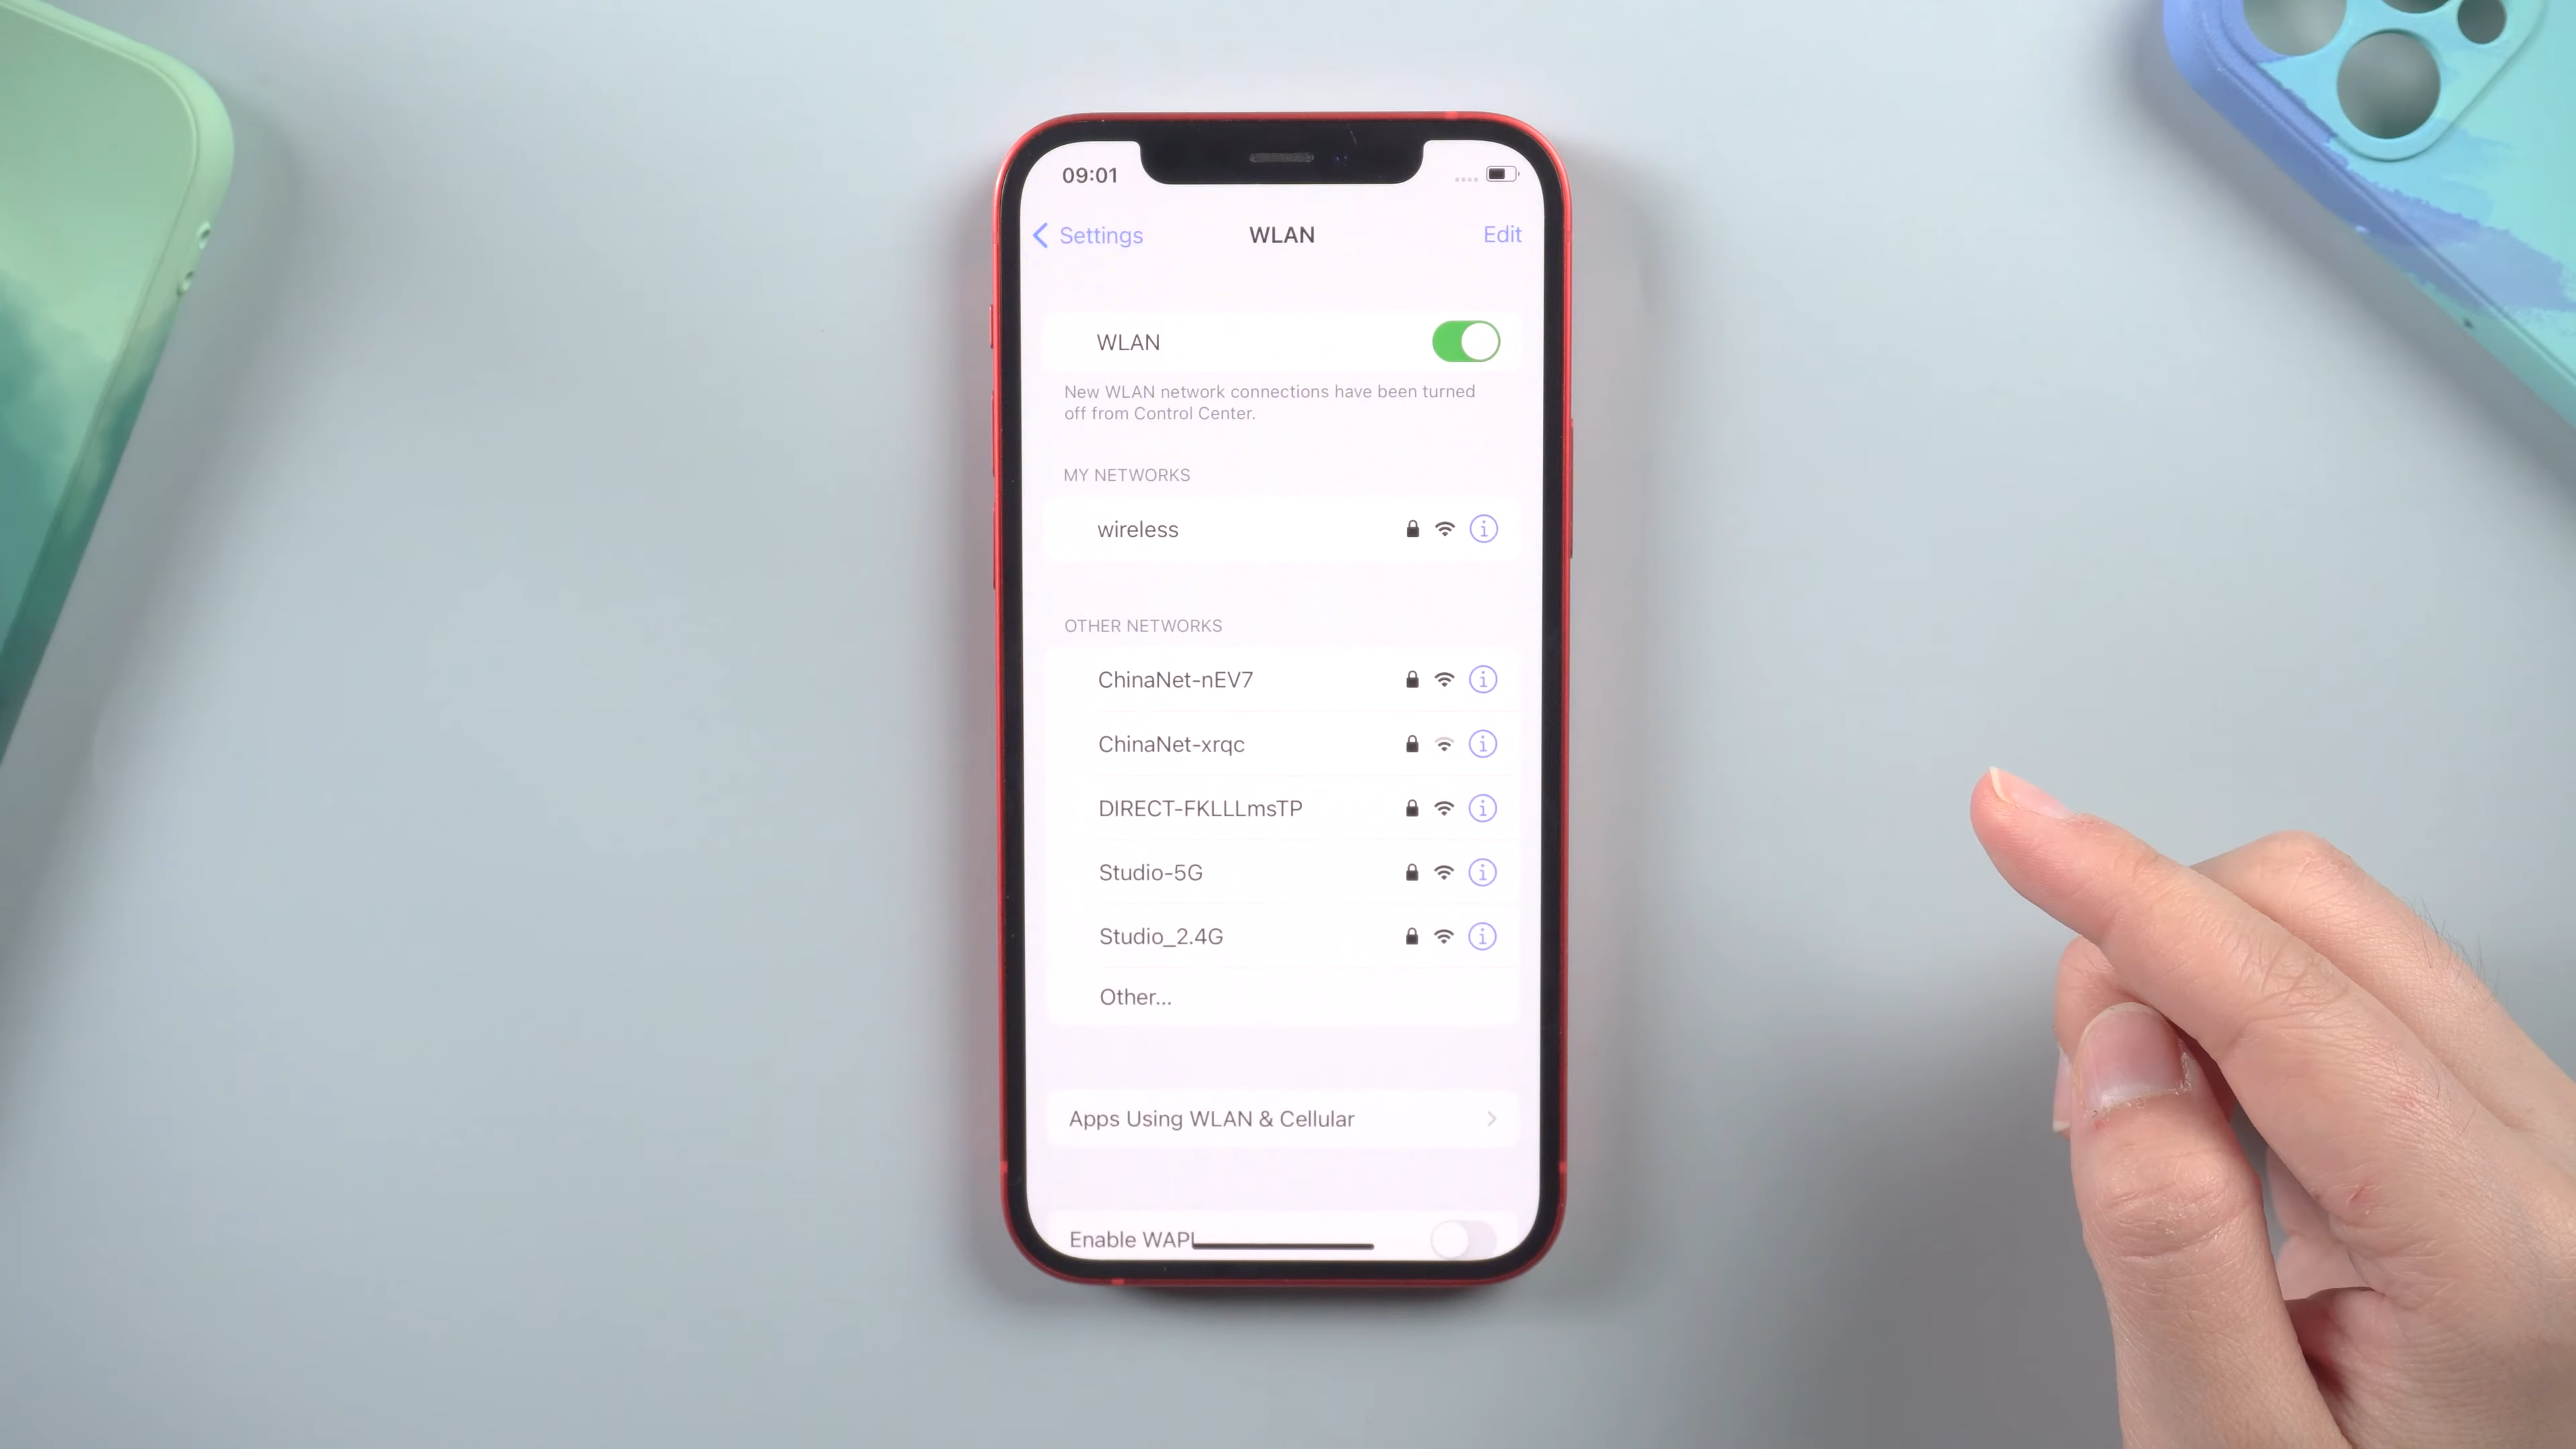 09:01
Settings
WLAN
Edit
WLAN
New WLAN network connections have been turned
off from Control Center.
MY NETWORKS
wireless
OTHER NETWORKS
ChinaNet-nEV7
ChinaNet-xrqc
DIRECT-FKLLLmsTP
Studio-5G
Studio_2.4G
Other...
Apps Using WLAN & Cellular
Enable WAPI